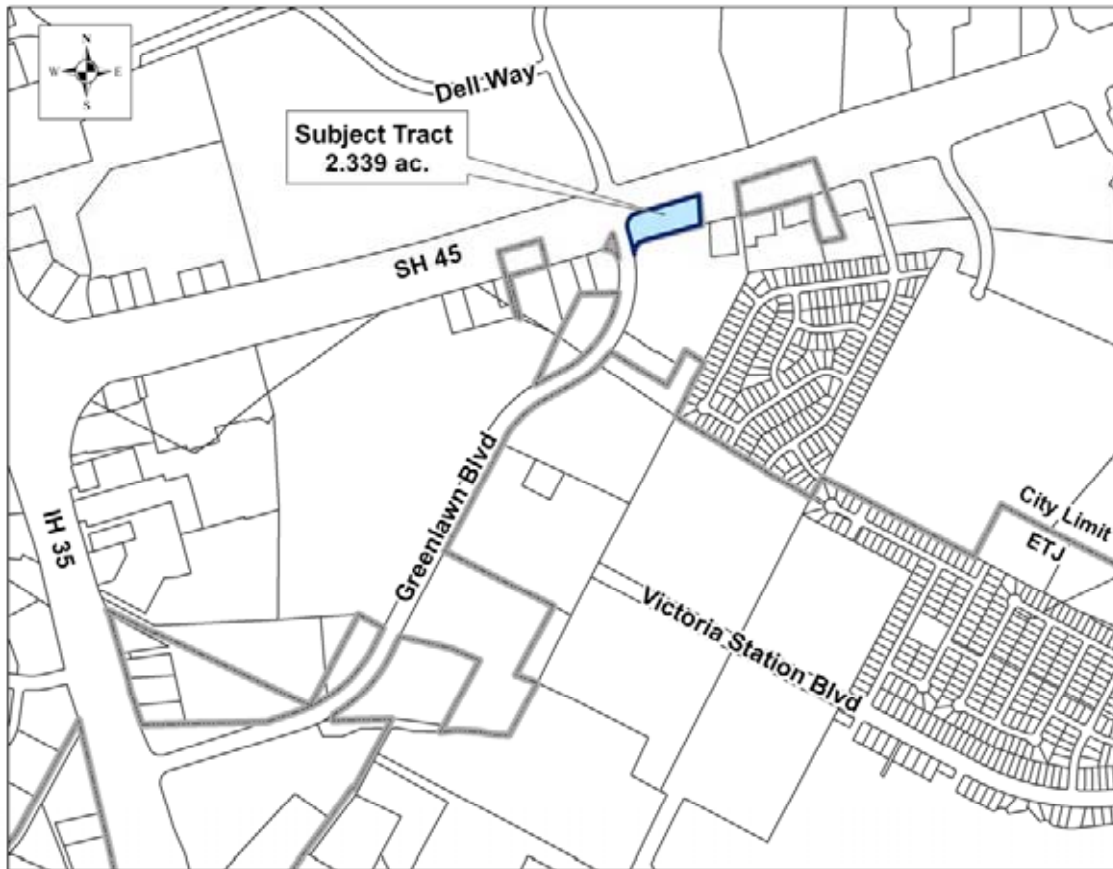 N
W E
S
Dell Way
Subject Tract
2.339 ac.
SH 45
Greenlawn Blvd
IH 35
City Limit
ETJ
Victoria Station Blvd